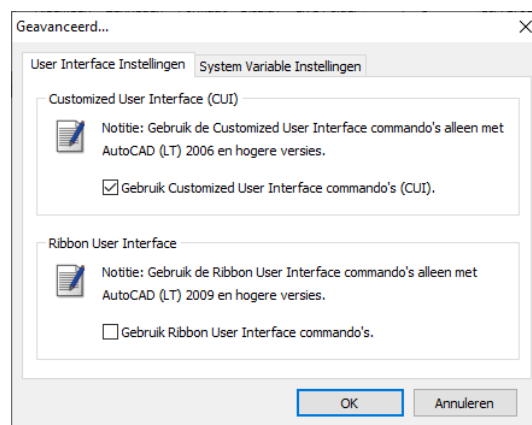 Geavanceerd...
User Interface Instellingen
System Variable Instellingen
Customized User Interface (CUI)
Notitie: Gebruik de Customized User Interface commando's alleen met
AutoCAD (LT) 2006 en hogere versies.
Gebruik Customized User Interface commando's (CUI).
Ribbon User Interface
Notitie: Gebruik de Ribbon User Interface commando's alleen met
AutoCAD (LT) 2009 en hogere versies.
Gebruik Ribbon User Interface commando's.
OK
Annuleren